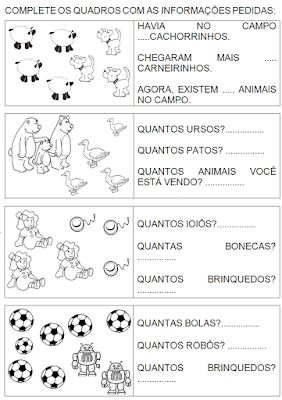 COMPLETE OS QUADROS COM AS INFORMAÇÕES PEDIDAS:
HAVIA NO CAMPO
.....CACHORRINHOS.
CHEGARAM MAIS .....
CARNEIRINHOS.
AGORA, EXISTEM ..... ANIMAIS
NO CAMPO.
QUANTOS URSOS?................
QUANTOS PATOS? ................
QUANTOS ANIMAIS VOCÊ
ESTÁ VENDO? ................
QUANTOS IOIÔS?................
QUANTAS BONECAS?
................
QUANTOS BRINQUEDOS?
................
QUANTAS BOLAS?................
QUANTOS ROBÔS? ................
QUANTOS BRINQUEDOS?
................